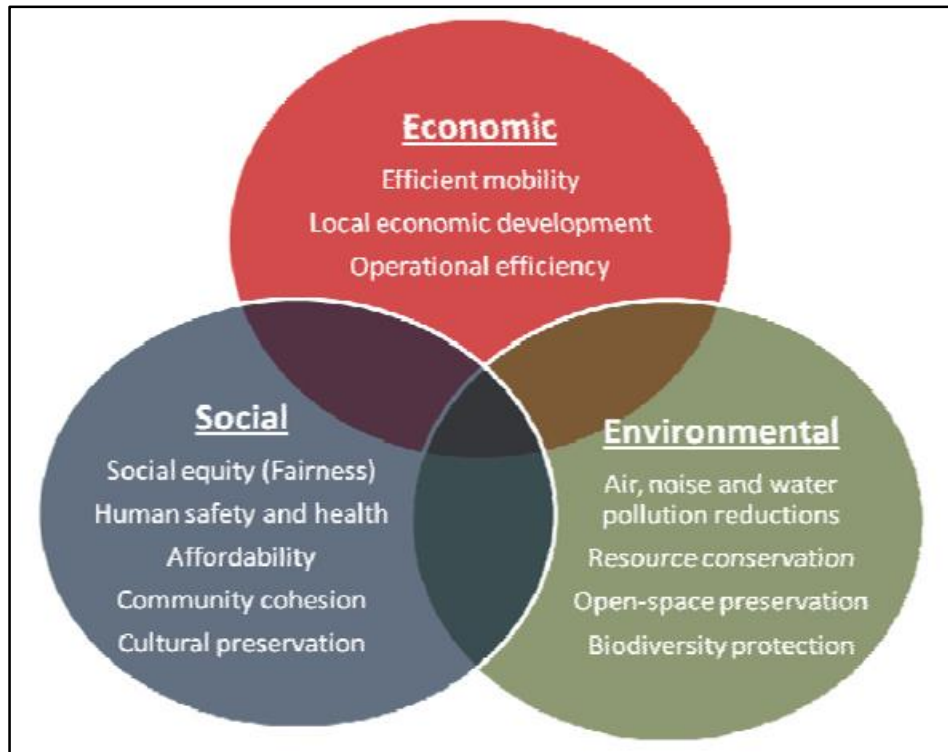 Economic
Efficient mobility
Local economic development
Operational efficiency
Social
Social equity (Fairness)
Human safety and health
Affordability
Community cohesion
Cultural preservation
Environmental
Air, noise and water
pollution reductions
Resource conservation
Open-space preservation
Biodiversity protection